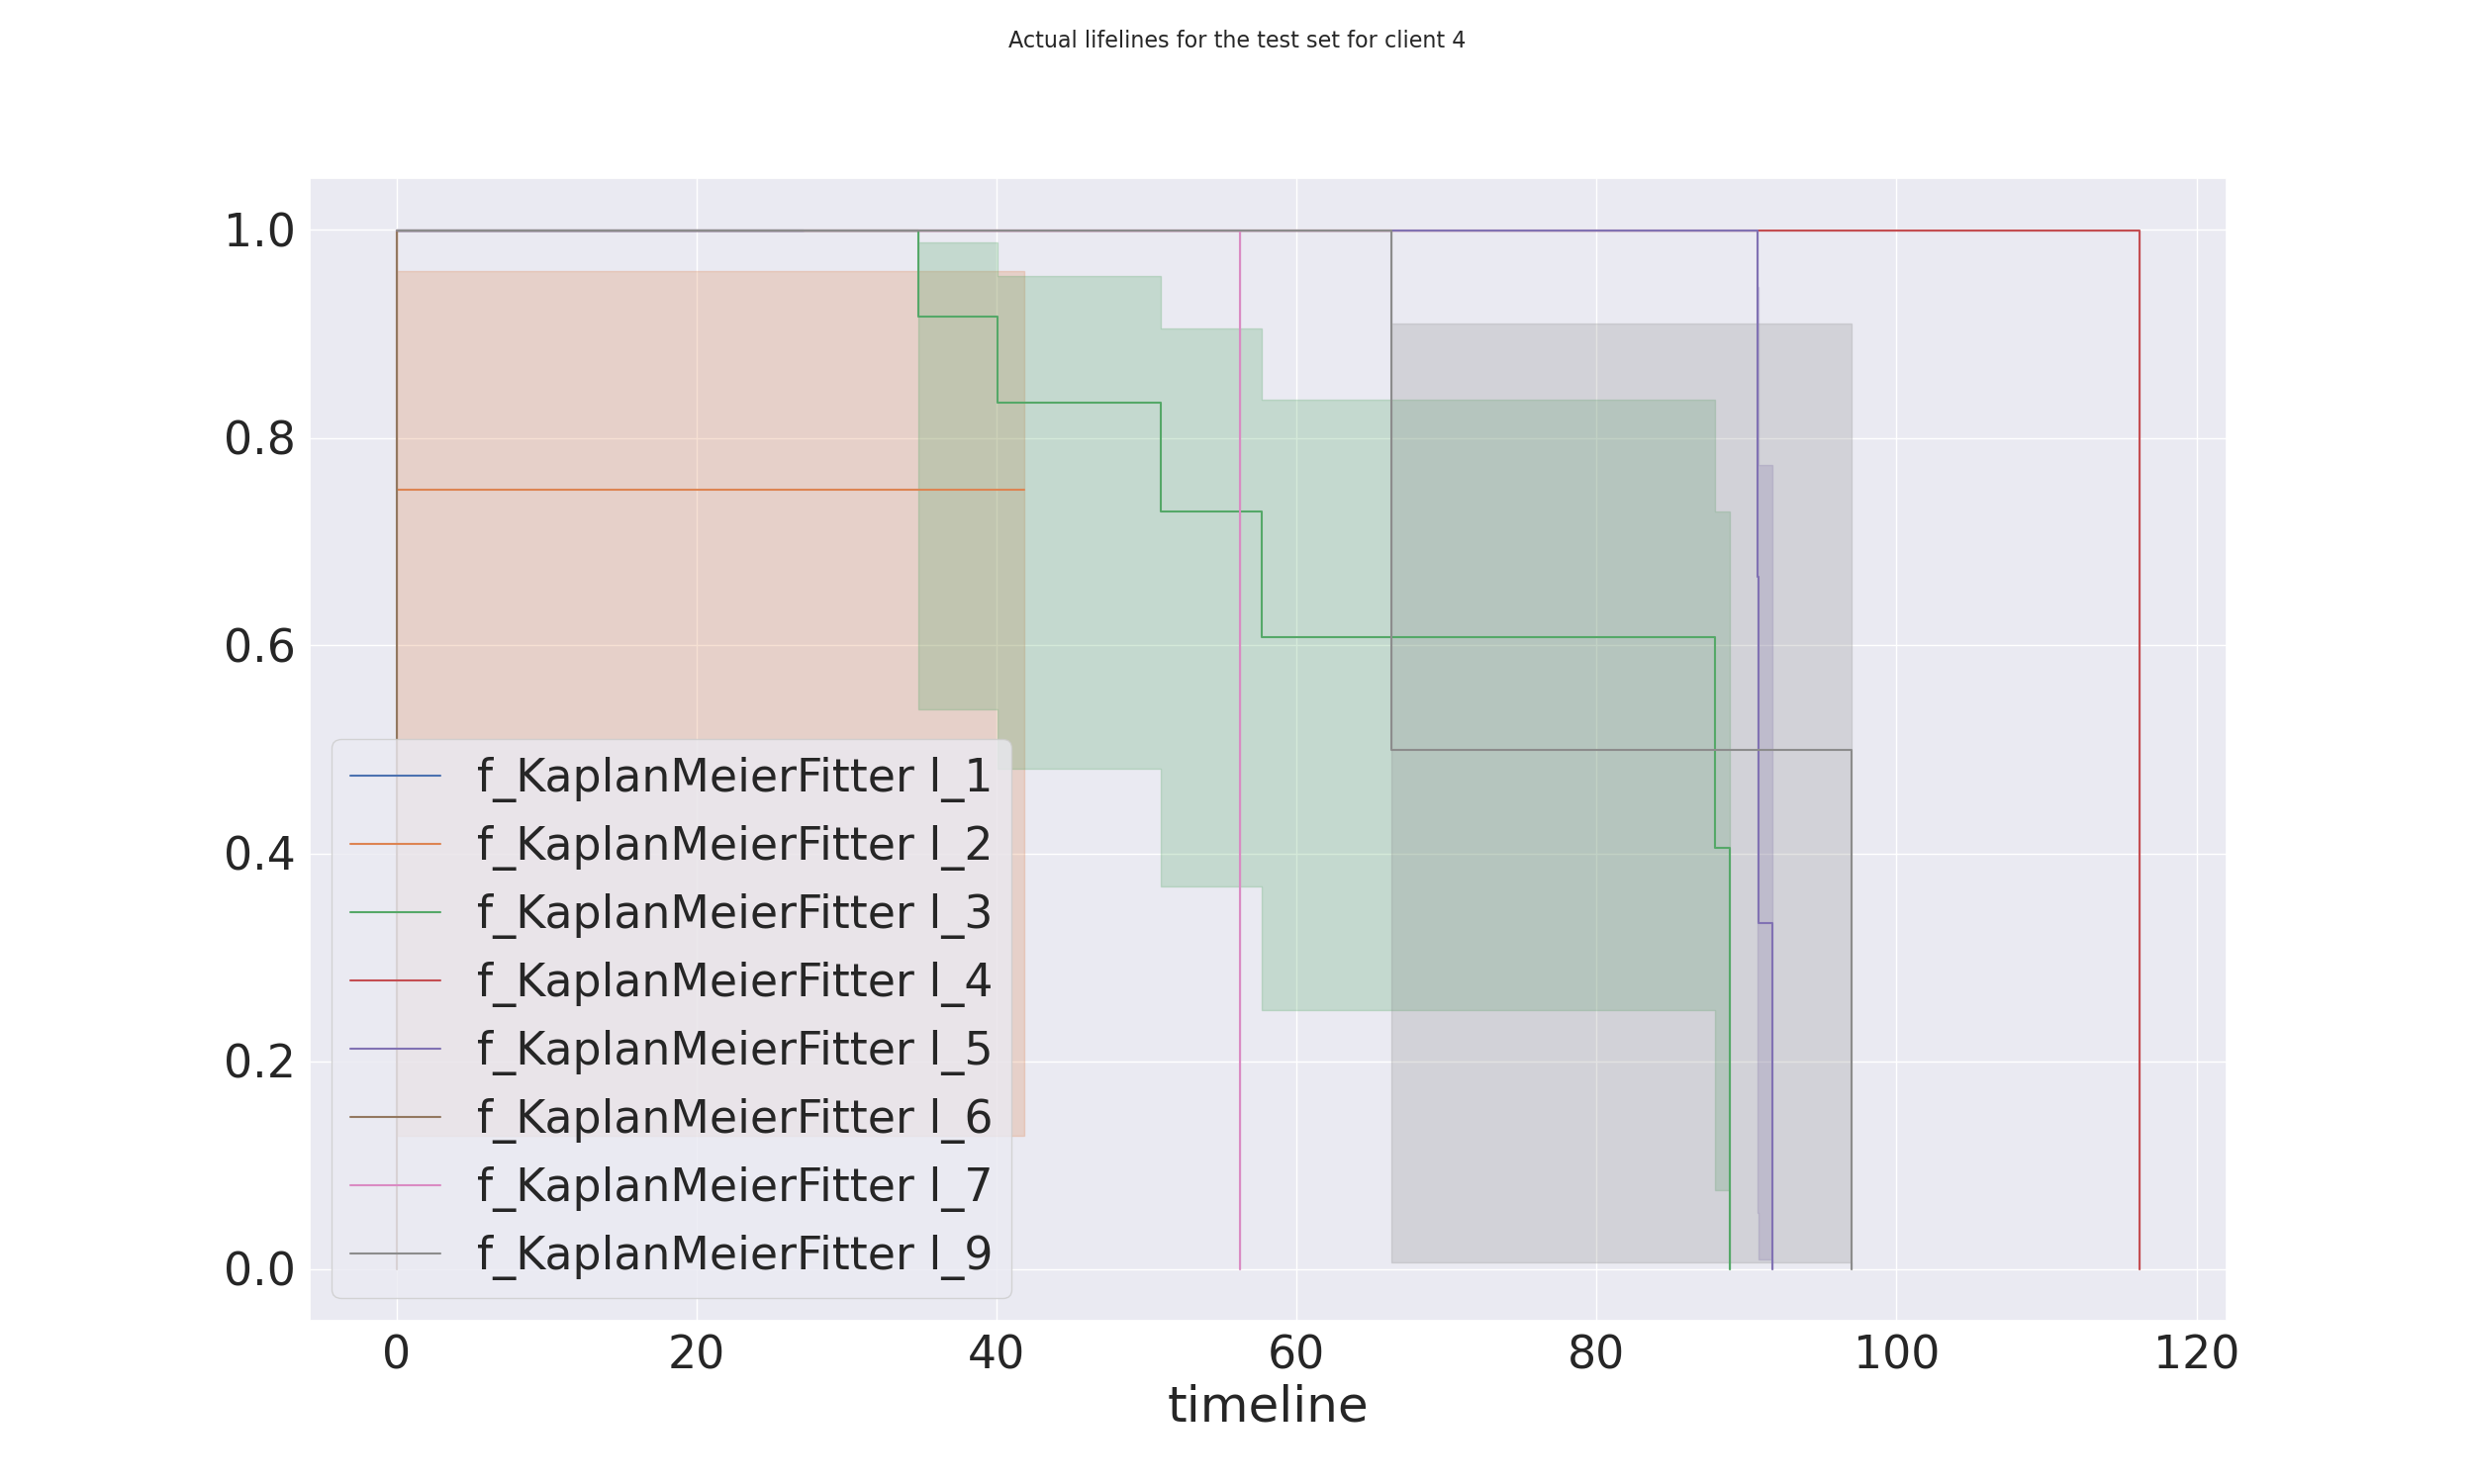 Actual lifelines for the test set for client 4
1.0
0.8
0.6
0.4
0.2
0.0
f_KaplanMeierFitter l_1
f_KaplanMeierFitter l_2
f_KaplanMeierFitter l_3
f_KaplanMeierFitter l_4
f_KaplanMeierFitter l_5
f_KaplanMeierFitter l_6
f_KaplanMeierFitter l_7
f_KaplanMeierFitter l_9
0 20 40 60 80 100 120
timeline